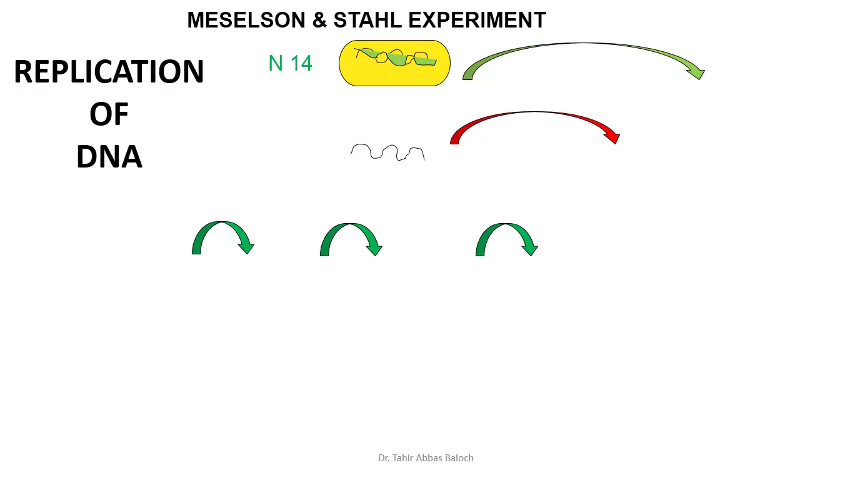 MESELSON & STAHL EXPERIMENT
REPLICATION
OF
DNA
N 14
Dr. Tahir Abbas Baloch